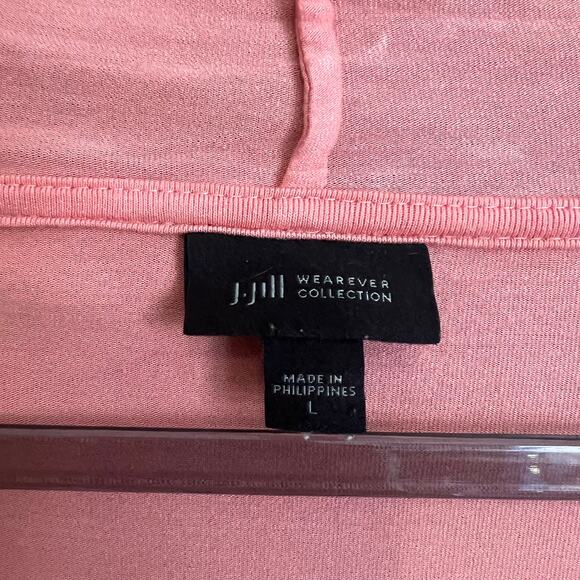 J.Jill WEAREVER
COLLECTION
MADE IN
PHILIPPINES
L